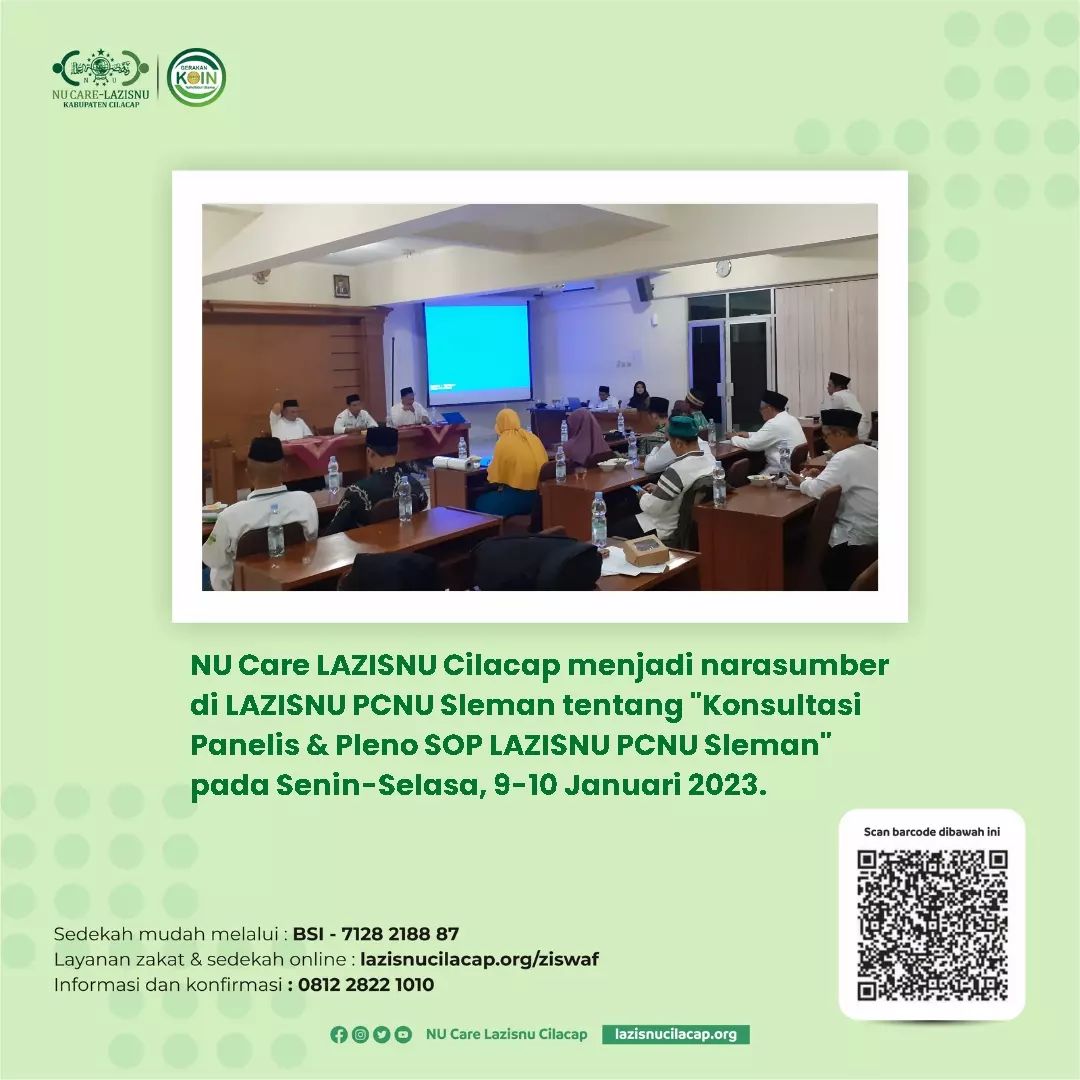 NU CARE-LAZISNU
KABUPATEN CILACAP
GERAKAN
KOIN
NU Care LAZISNU Cilacap menjadi narasumber
di LAZISNU PCNU Sleman tentang "Konsultasi
Panelis & Pleno SOP LAZISNU PCNU Sleman"
pada Senin-Selasa, 9-10 Januari 2023.
Scan barcode dibawah ini
Sedekah mudah melalui : BSI - 7128 2188 87
Layanan zakat & sedekah online : lazisnucilacap.org/ziswaf
Informasi dan konfirmasi : 0812 2822 1010
NU Care Lazisnu Cilacap lazisnucilacap.org